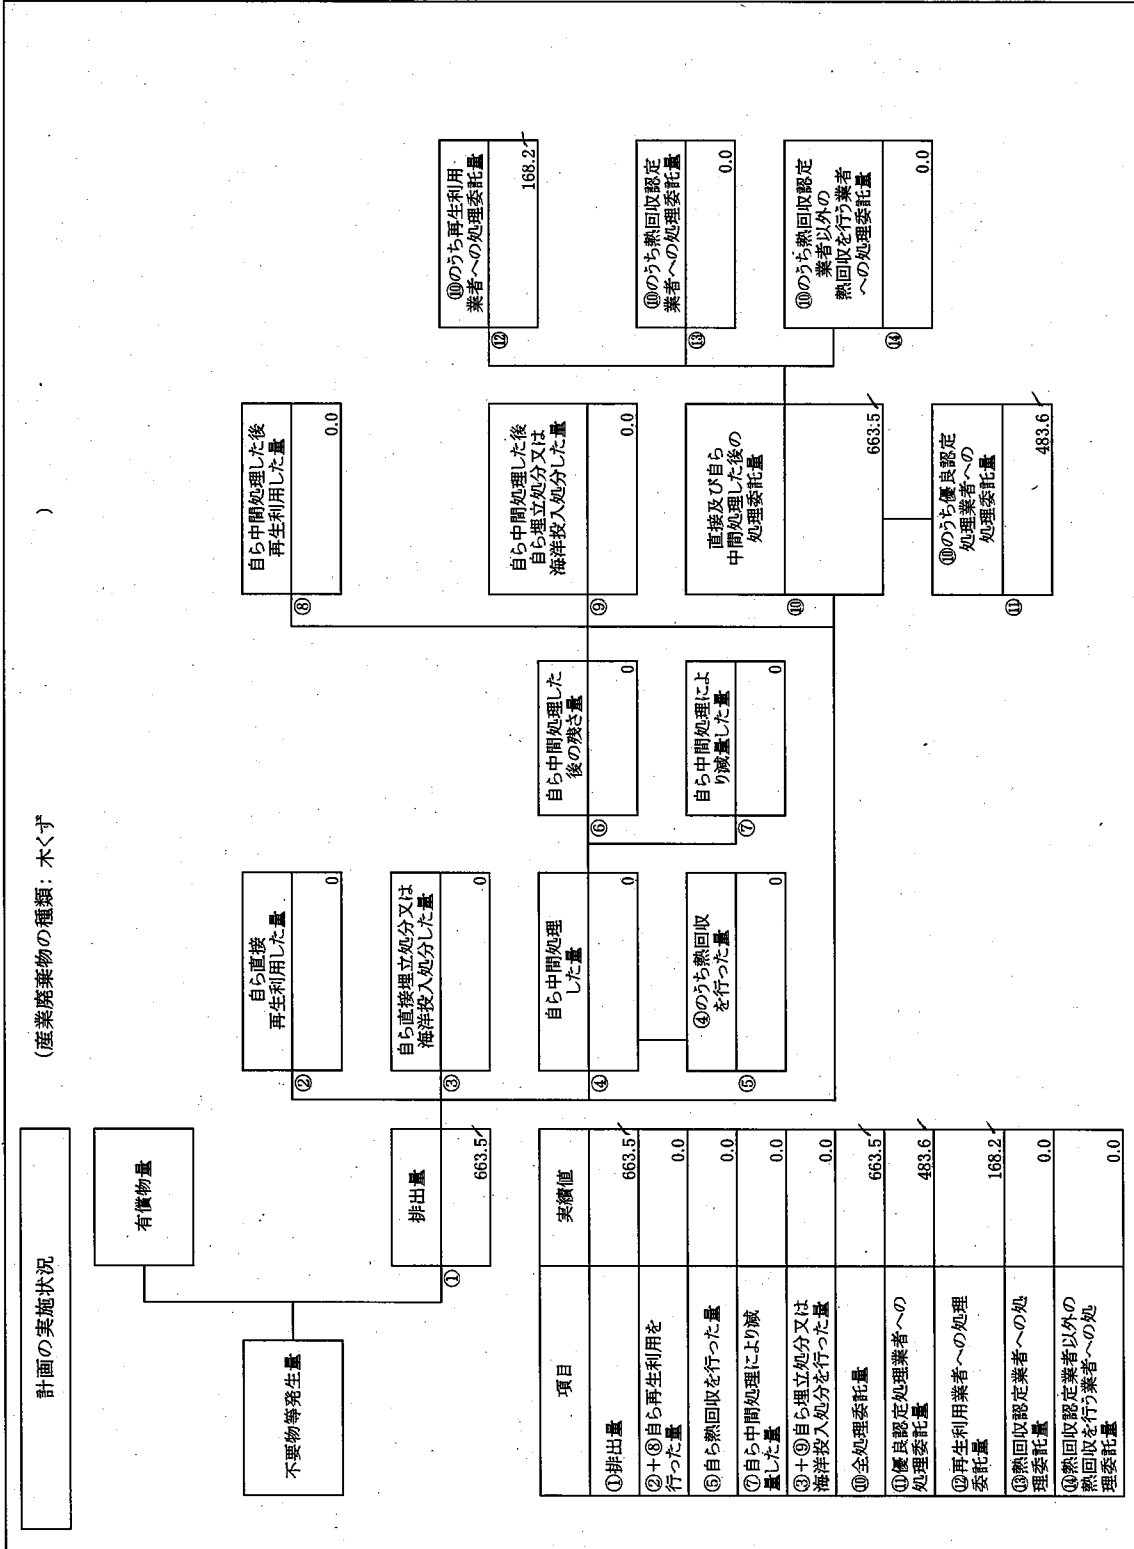 計画の実施状況
(産業廃棄物の種類：木くず　　　　　)
不要物等発生量
有償物量
①
排出量
663.5
②
自ら直接
再生利用した量
0
③
自ら直接埋立処分又は
海洋投入処分した量
0
④
自ら中間処理
した量
0
⑤
④のうち熱回収
を行った量
0
⑥
自ら中間処理した
後の残さ量
0
⑦
自ら中間処理によ
り減量した量
0
⑧
自ら中間処理した後
再生利用した量
0.0
⑨
自ら中間処理した後
自ら埋立処分又は
海洋投入処分した量
0.0
⑩
直接及び自ら
中間処理した後の
処理委託量
663.5
⑪
⑩のうち優良認定
処理業者への
処理委託量
483.6
⑫
⑩のうち再生利用
業者への処理委託量
168.2
⑬
⑩のうち熱回収認定
業者への処理委託量
0.0
⑭
⑩のうち熱回収認定
業者以外の
熱回収を行う業者
への処理委託量
0.0
項目　実績値
①排出量　663.5
②＋⑧自ら再生利用を
行った量　0.0
⑤自ら熱回収を行った量　0.0
⑦自ら中間処理により減
量した量　0.0
③＋⑨自ら埋立処分又は
海洋投入処分を行った量　0.0
⑩全処理委託量　663.5
⑪優良認定処理業者への
処理委託量　483.6
⑫再生利用業者への処理
委託量　168.2
⑬熱回収認定業者への処
理委託量　0.0
⑭熱回収認定業者以外の
熱回収を行う業者への処
理委託量　0.0